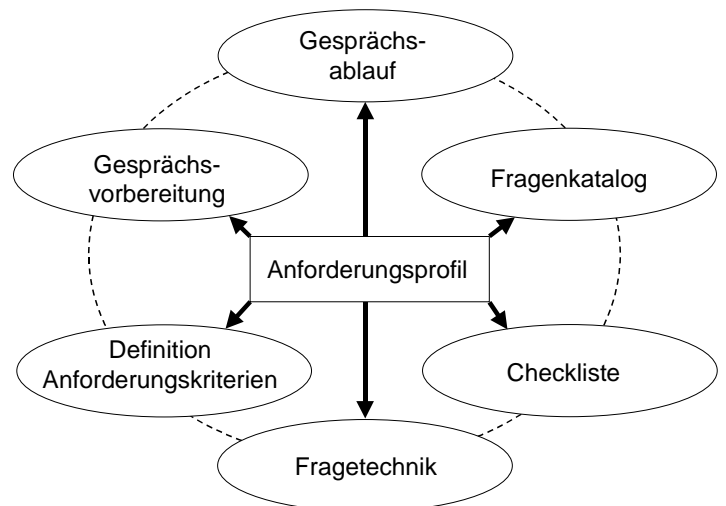 Gesprächs-
ablauf
Gesprächs-
vorbereitung
Fragenkatalog
Anforderungsprofil
Definition
Anforderungskriterien
Checkliste
Fragetechnik